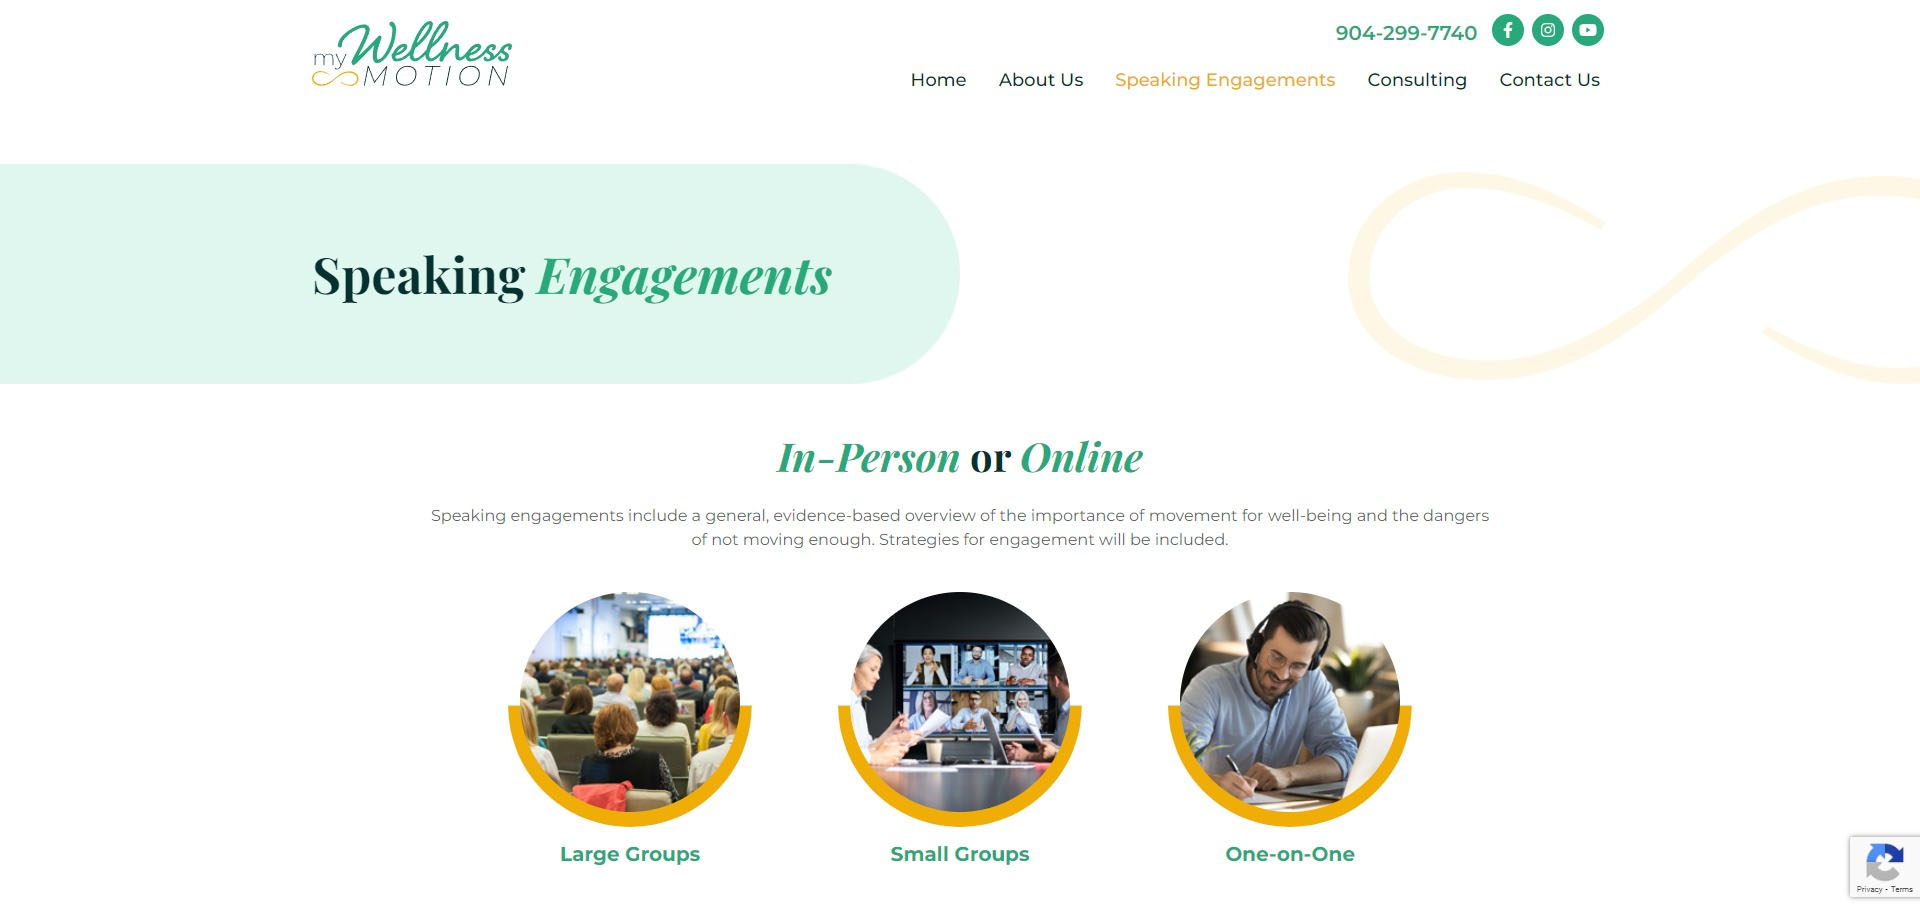 my Wellness
MOTION
904-299-7740
Home
About Us
Speaking Engagements
Consulting
Contact Us
Speaking Engagements
In-Person or Online
Speaking engagements include a general, evidence-based overview of the importance of movement for well-being and the dangers
of not moving enough. Strategies for engagement will be included.
Large Groups
Small Groups
One-on-One
Privacy - Terms